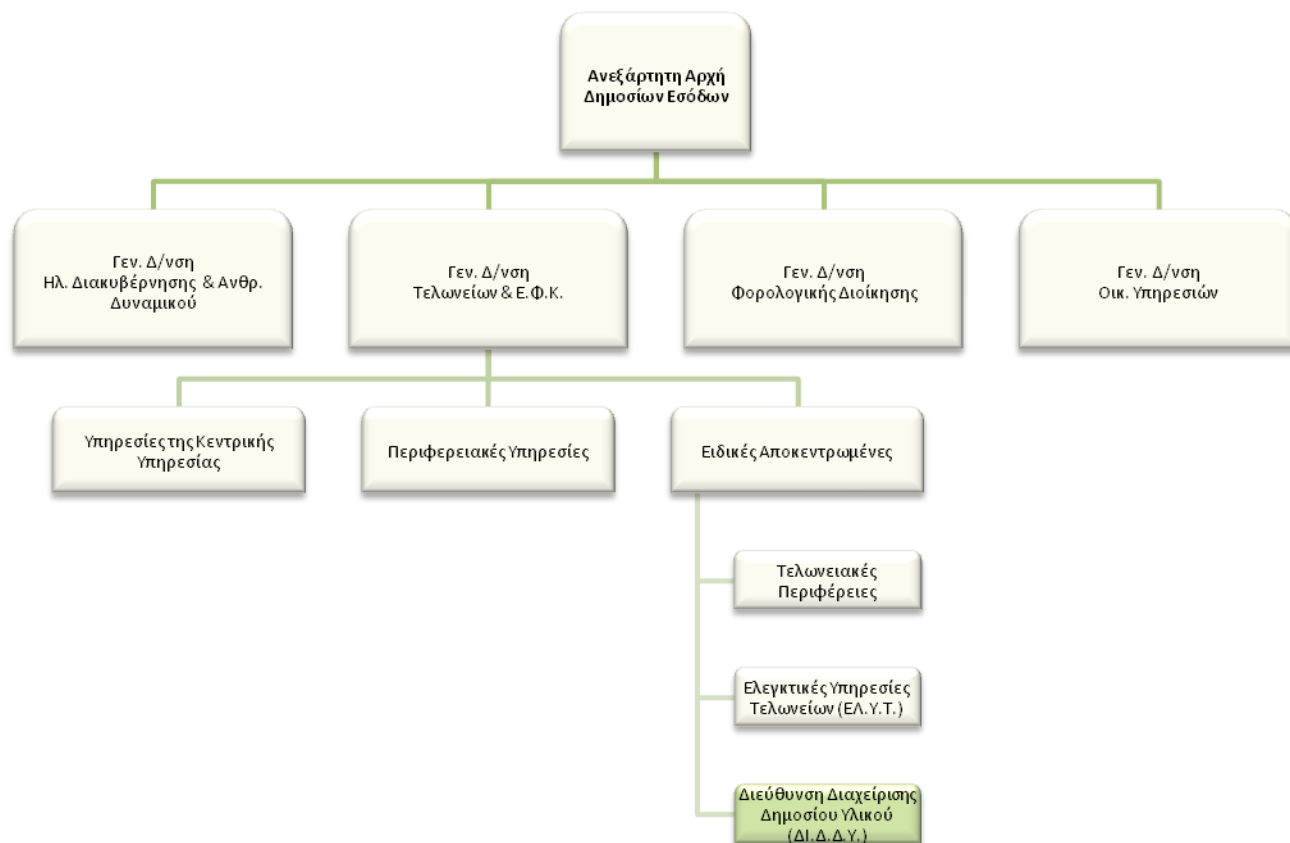 Ανεξάρτητη Αρχή
Δημοσίων Εσόδων
Γεν. Δ/νση
Ηλ. Διακυβέρνησης & Ανθρ.
Δυναμικού
Γεν. Δ/νση
Τελωνείων & Ε.Φ.Κ.
Γεν. Δ/νση
Φορολογικής Διοίκησης
Γεν. Δ/νση
Οικ. Υπηρεσιών
Υπηρεσίες της Κεντρικής
Υπηρεσίας
Περιφερειακές Υπηρεσίες
Ειδικές Αποκεντρωμένες
Τελωνειακές
Περιφέρειες
Ελεγκτικές Υπηρεσίες
Τελωνείων (ΕΛ.Υ.Τ.)
Διεύθυνση Διαχείρισης
Δημοσίου Υλικού
(ΔΙ.Δ.Δ.Υ.)